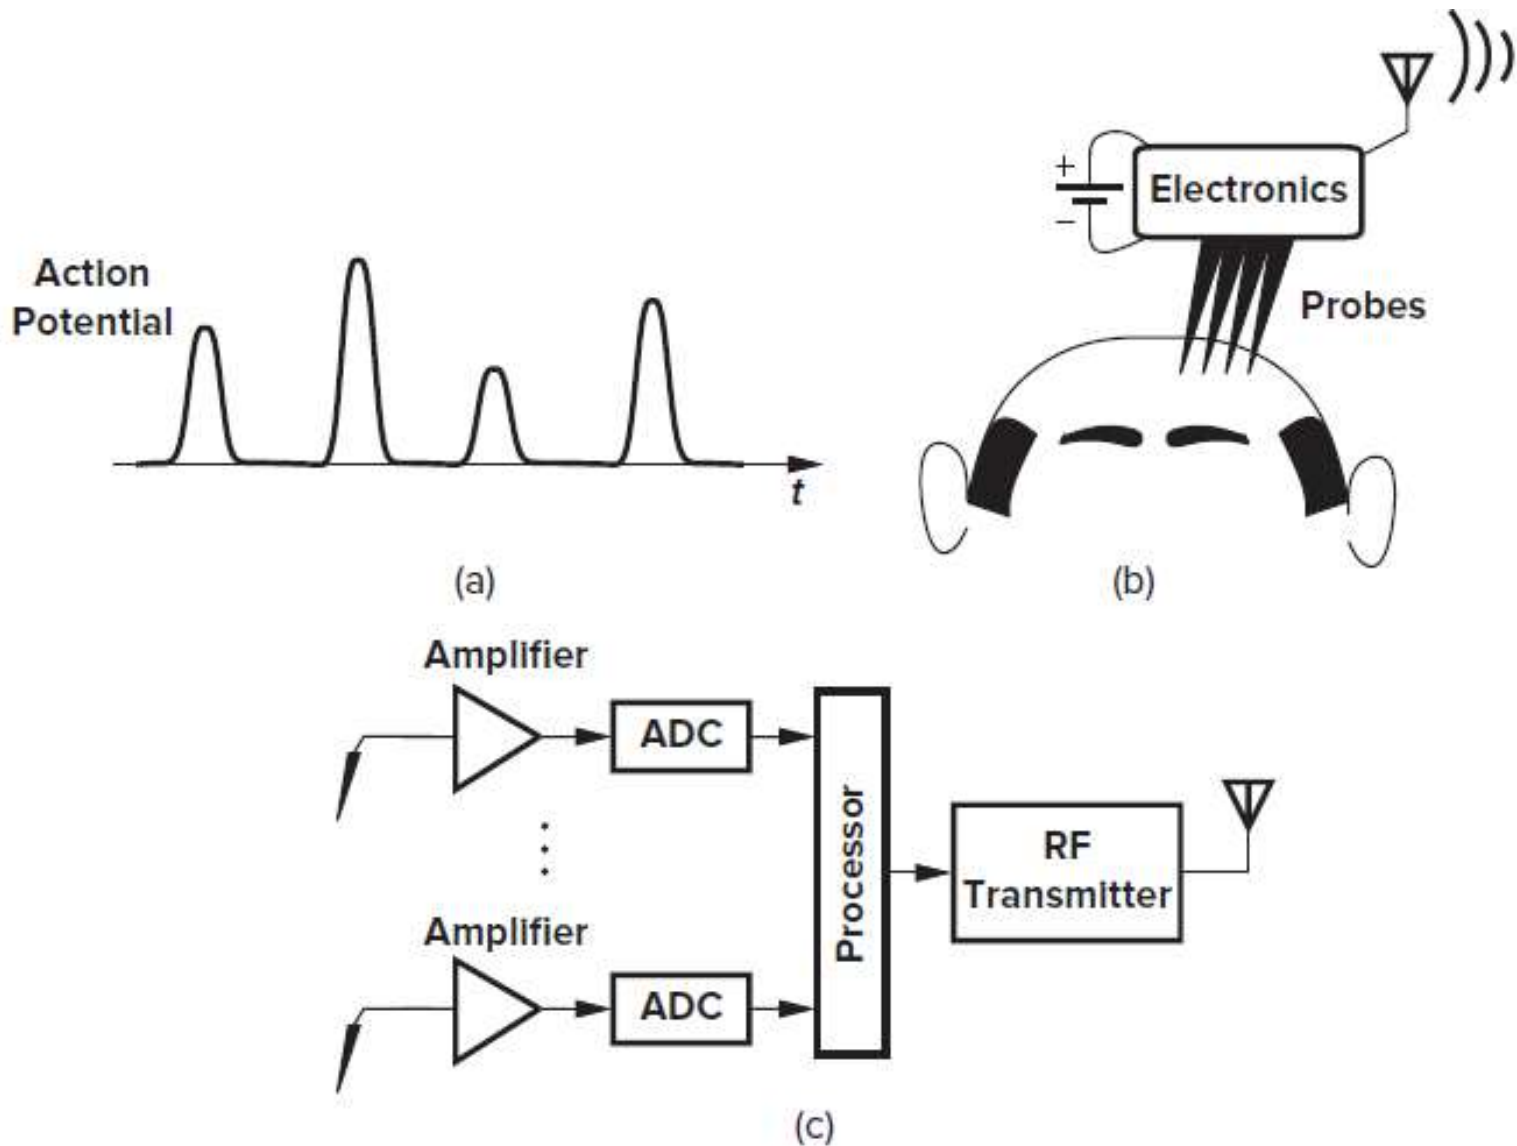 Action
Potential
t
(a)
+
−
Electronics
Probes
(b)
Amplifier
ADC
Amplifier
ADC
Processor
RF
Transmitter
(c)